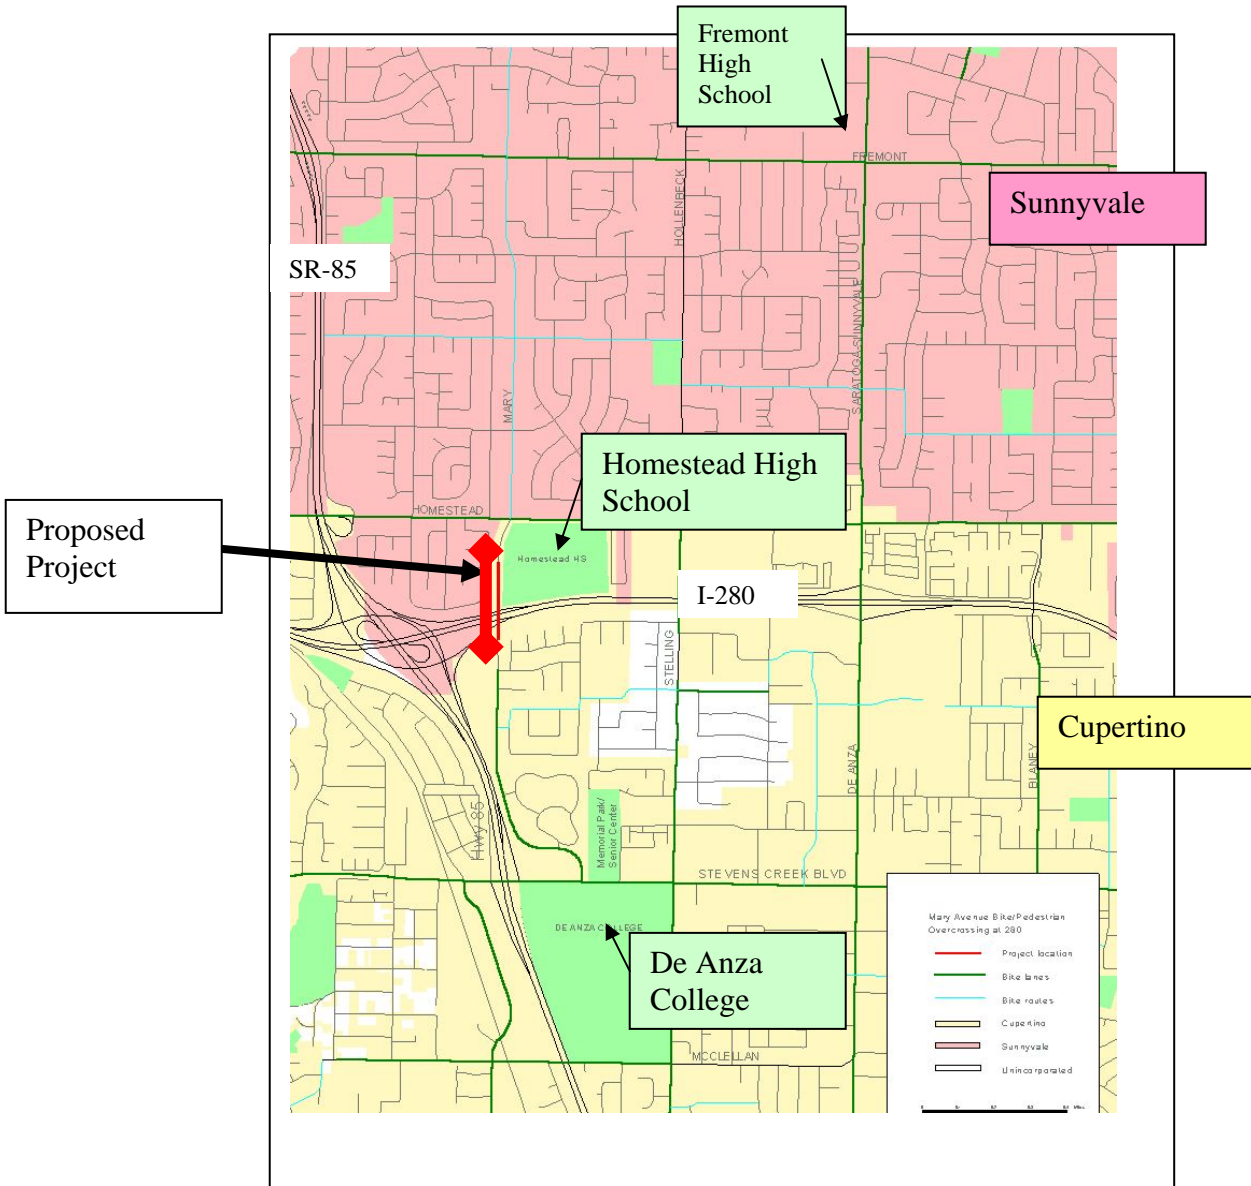 Fremont
High
School
FREMONT
HOLLENBECK
Sunnyvale
SR-85
SARATOGA-SUNNYVALE
MARY
Homestead High
School
HOMESTEAD
Proposed
Project
Homestead HS
I-280
STELLING
Cupertino
DE ANZA
BLANEY
Hwy 85
Memorial Park/
Senior Center
STEVENS CREEK BLVD
Mary Avenue Bike/Pedestrian
Overcrossing at 280
Project location
Bike lanes
Bike routes
Cupertino
Sunnyvale
Unincorporated
DE ANZA COLLEGE
De Anza
College
MCCLELLAN
Miles